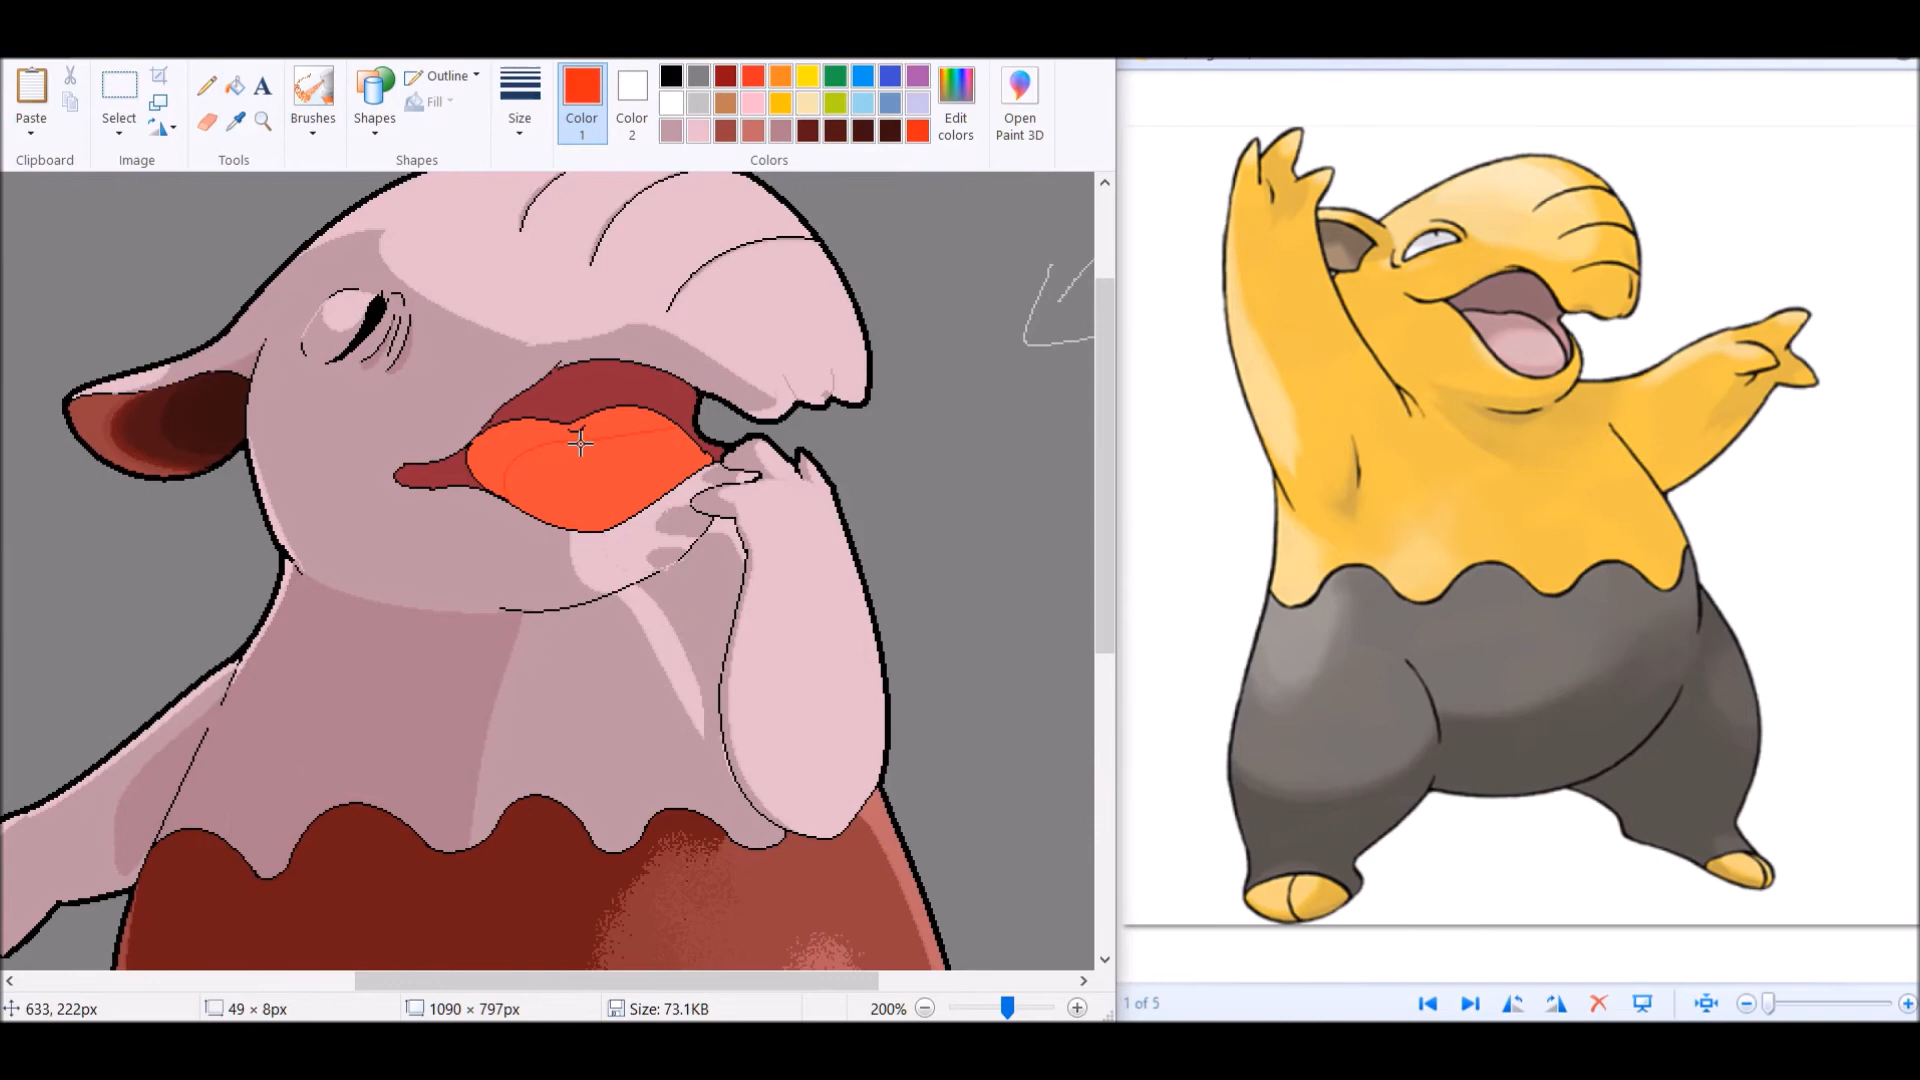 Paste
Select
Brushes
Shapes
Outline
Fill
Size
Color
1
Color
2
Edit
colors
Open
Paint 3D
Clipboard
Image
Tools
Shapes
Colors
633, 222px
49 × 8px
1090 × 797px
Size: 73.1KB
200%
1 of 5